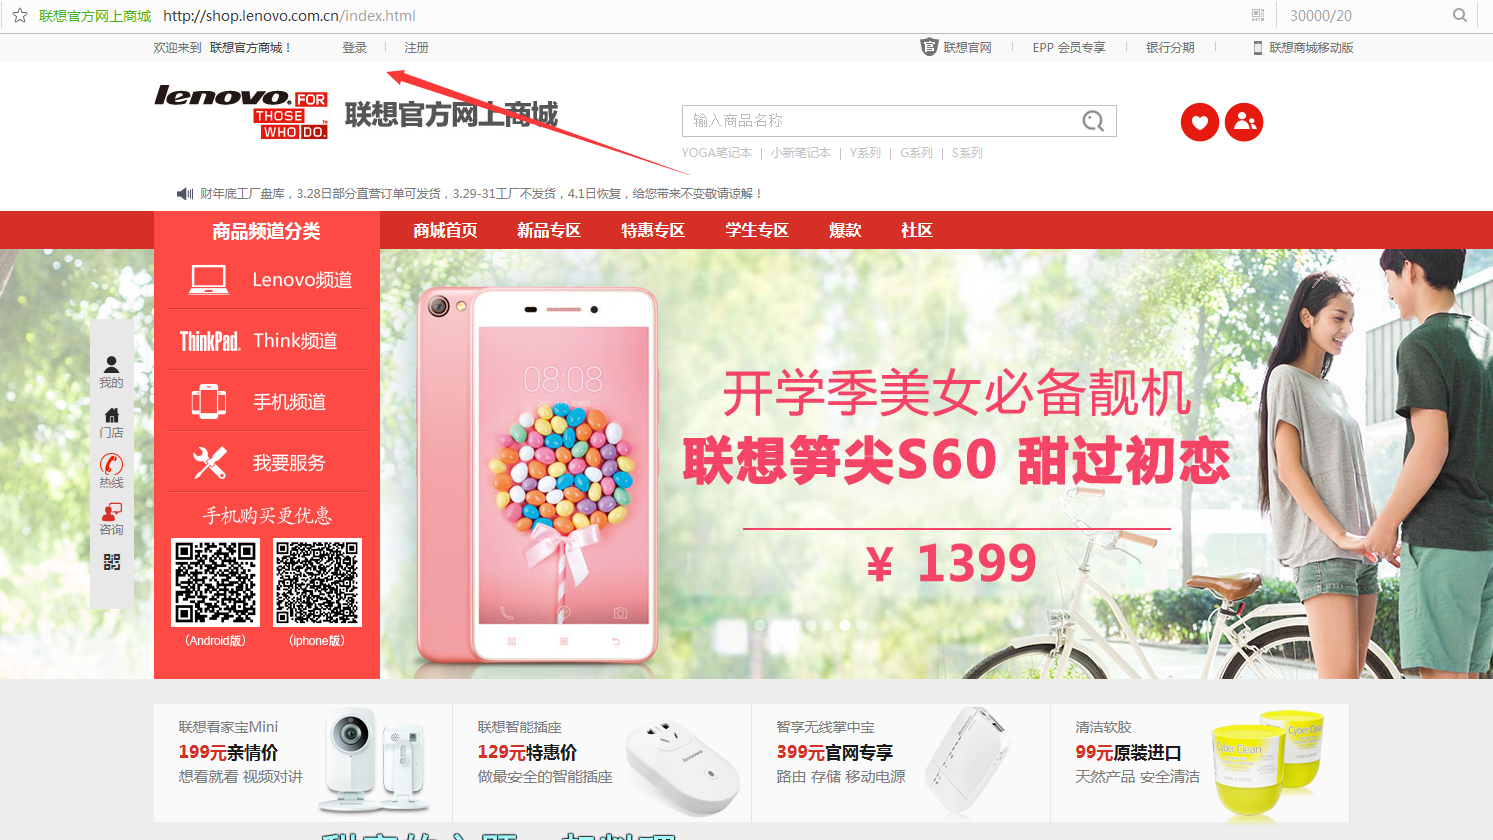 联想官方网上商城 http://shop.lenovo.com.cn/index.html 30000/20
欢迎来到 联想官方商城！ 登录 注册 联想官网 EPP 会员专享 银行分期 联想商城移动版
lenovo FOR THOSE WHO DO.
联想官方网上商城
输入商品名称
YOGA笔记本 小新笔记本 Y系列 G系列 S系列
财年底工厂盘库，3.28日部分直营订单可发货，3.29-31工厂不发货，4.1日恢复，给您带来不变敬请谅解！
商品频道分类 商城首页 新品专区 特惠专区 学生专区 爆款 社区
Lenovo频道
ThinkPad Think频道
手机频道
我要服务
手机购买更优惠
（Android版） （iphone版）
我的
门店
热线
咨询
08:08
开学季美女必备靓机
联想笋尖S60 甜过初恋
¥ 1399
联想看家宝Mini
199元亲情价
想看就看 视频对讲
联想智能插座
129元特惠价
做最安全的智能插座
lenovo
智享无线掌中宝
399元官网专享
路由 存储 移动电源
清洁软胶
99元原装进口
天然产品 安全清洁
Cyber Clean
Cyber Clean